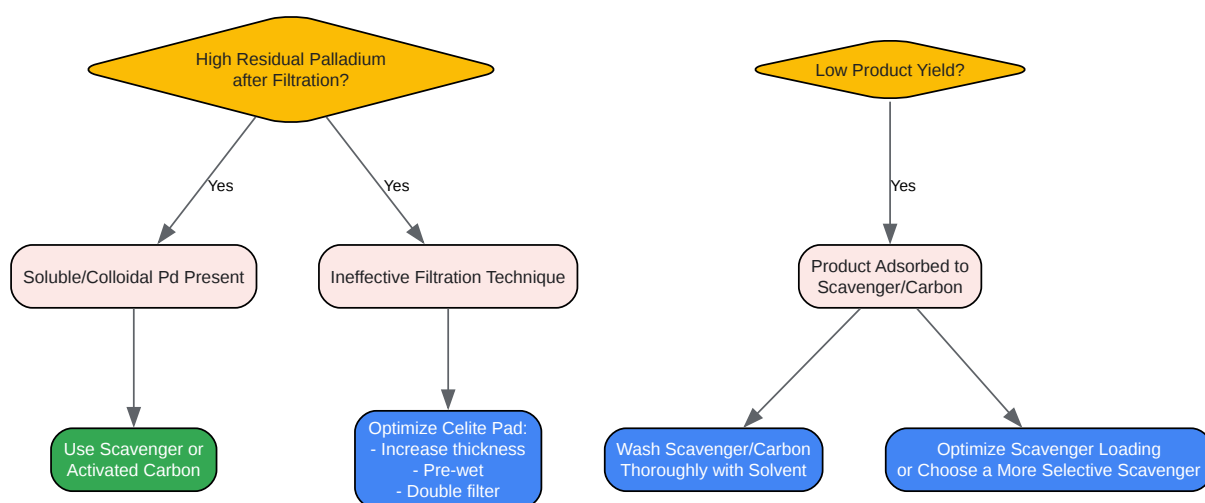 High Residual Palladium
after Filtration?
Low Product Yield?
Yes
Yes
Yes
Soluble/Colloidal Pd Present
Ineffective Filtration Technique
Product Adsorbed to
Scavenger/Carbon
Use Scavenger or
Activated Carbon
Optimize Celite Pad:
- Increase thickness
- Pre-wet
- Double filter
Wash Scavenger/Carbon
Thoroughly with Solvent
Optimize Scavenger Loading
or Choose a More Selective Scavenger